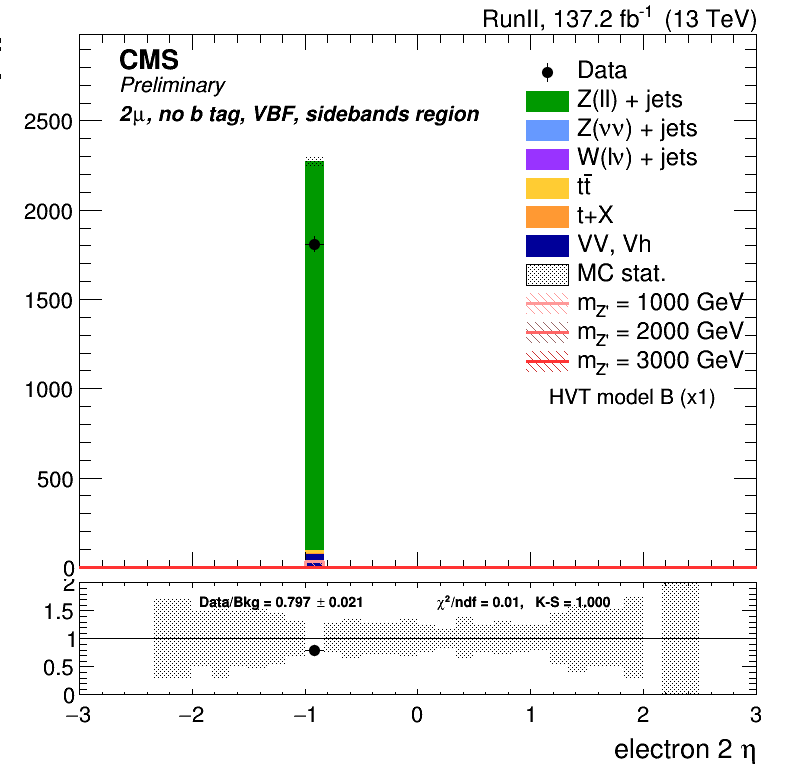 RunII, 137.2 fb-1 (13 TeV)
CMS
Preliminary
2μ, no b tag, VBF, sidebands region
Data
Z(ll) + jets
Z(νν) + jets
W(lν) + jets
tt̄
t+X
VV, Vh
MC stat.
mZ' = 1000 GeV
mZ' = 2000 GeV
mZ' = 3000 GeV
HVT model B (x1)
2500
2000
1500
1000
500
0
2
1.5
1
0.5
0
Data/Bkg = 0.797 ± 0.021
χ²/ndf = 0.01, K-S = 1.000
−3 −2 −1 0 1 2 3
electron 2 η